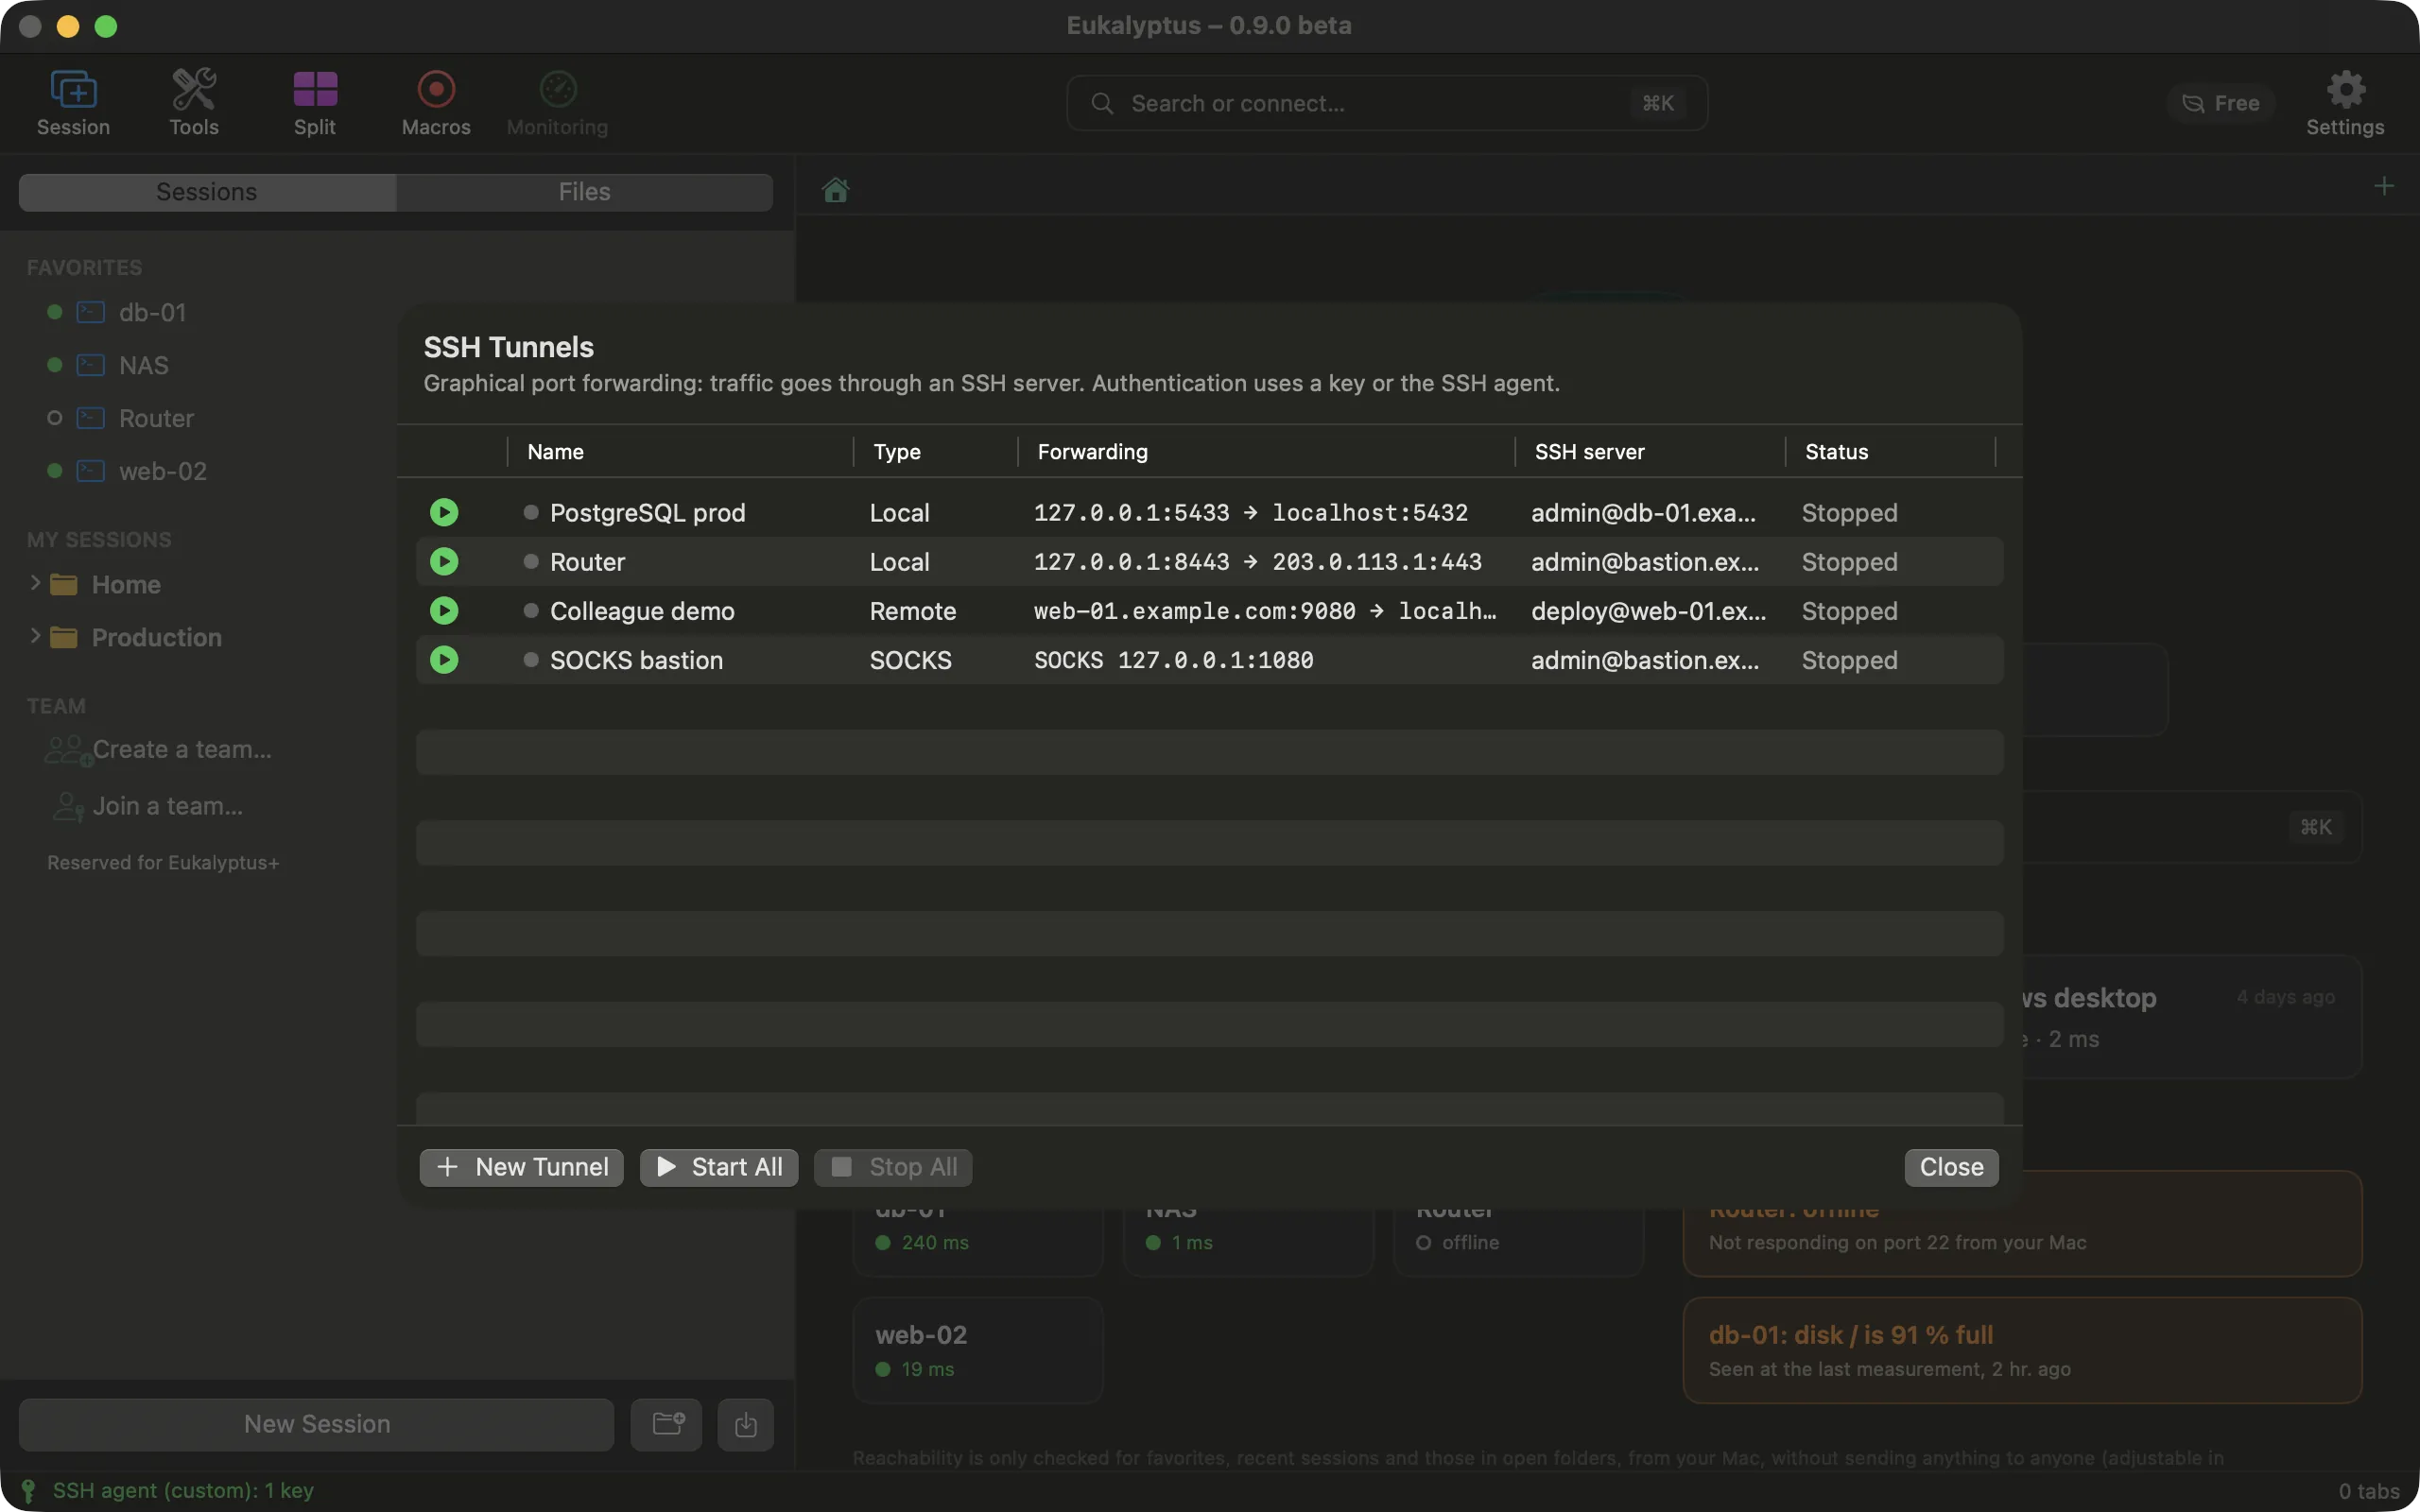 Eukalyptus – 0.9.0 beta
Session
Tools
Split
Macros
Monitoring
Search or connect...
⌘K
Free
Settings
Sessions
Files
FAVORITES
db-01
NAS
Router
web-02
MY SESSIONS
Home
Production
TEAM
Create a team...
Join a team...
Reserved for Eukalyptus+
SSH Tunnels
Graphical port forwarding: traffic goes through an SSH server. Authentication uses a key or the SSH agent.
Name Type Forwarding SSH server Status
PostgreSQL prod Local 127.0.0.1:5433 → localhost:5432 admin@db-01.exa... Stopped
Router Local 127.0.0.1:8443 → 203.0.113.1:443 admin@bastion.ex... Stopped
Colleague demo Remote web-01.example.com:9080 → localh... deploy@web-01.ex... Stopped
SOCKS bastion SOCKS SOCKS 127.0.0.1:1080 admin@bastion.ex... Stopped
New Tunnel
Start All
Stop All
Close
⌘K
desktop
4 days ago
· 2 ms
db-01
240 ms
NAS
1 ms
Router
offline
Router: offline
Not responding on port 22 from your Mac
web-02
19 ms
db-01: disk / is 91 % full
Seen at the last measurement, 2 hr. ago
Reachability is only checked for favorites, recent sessions and those in open folders, from your Mac, without sending anything to anyone (adjustable in
New Session
SSH agent (custom): 1 key
0 tabs